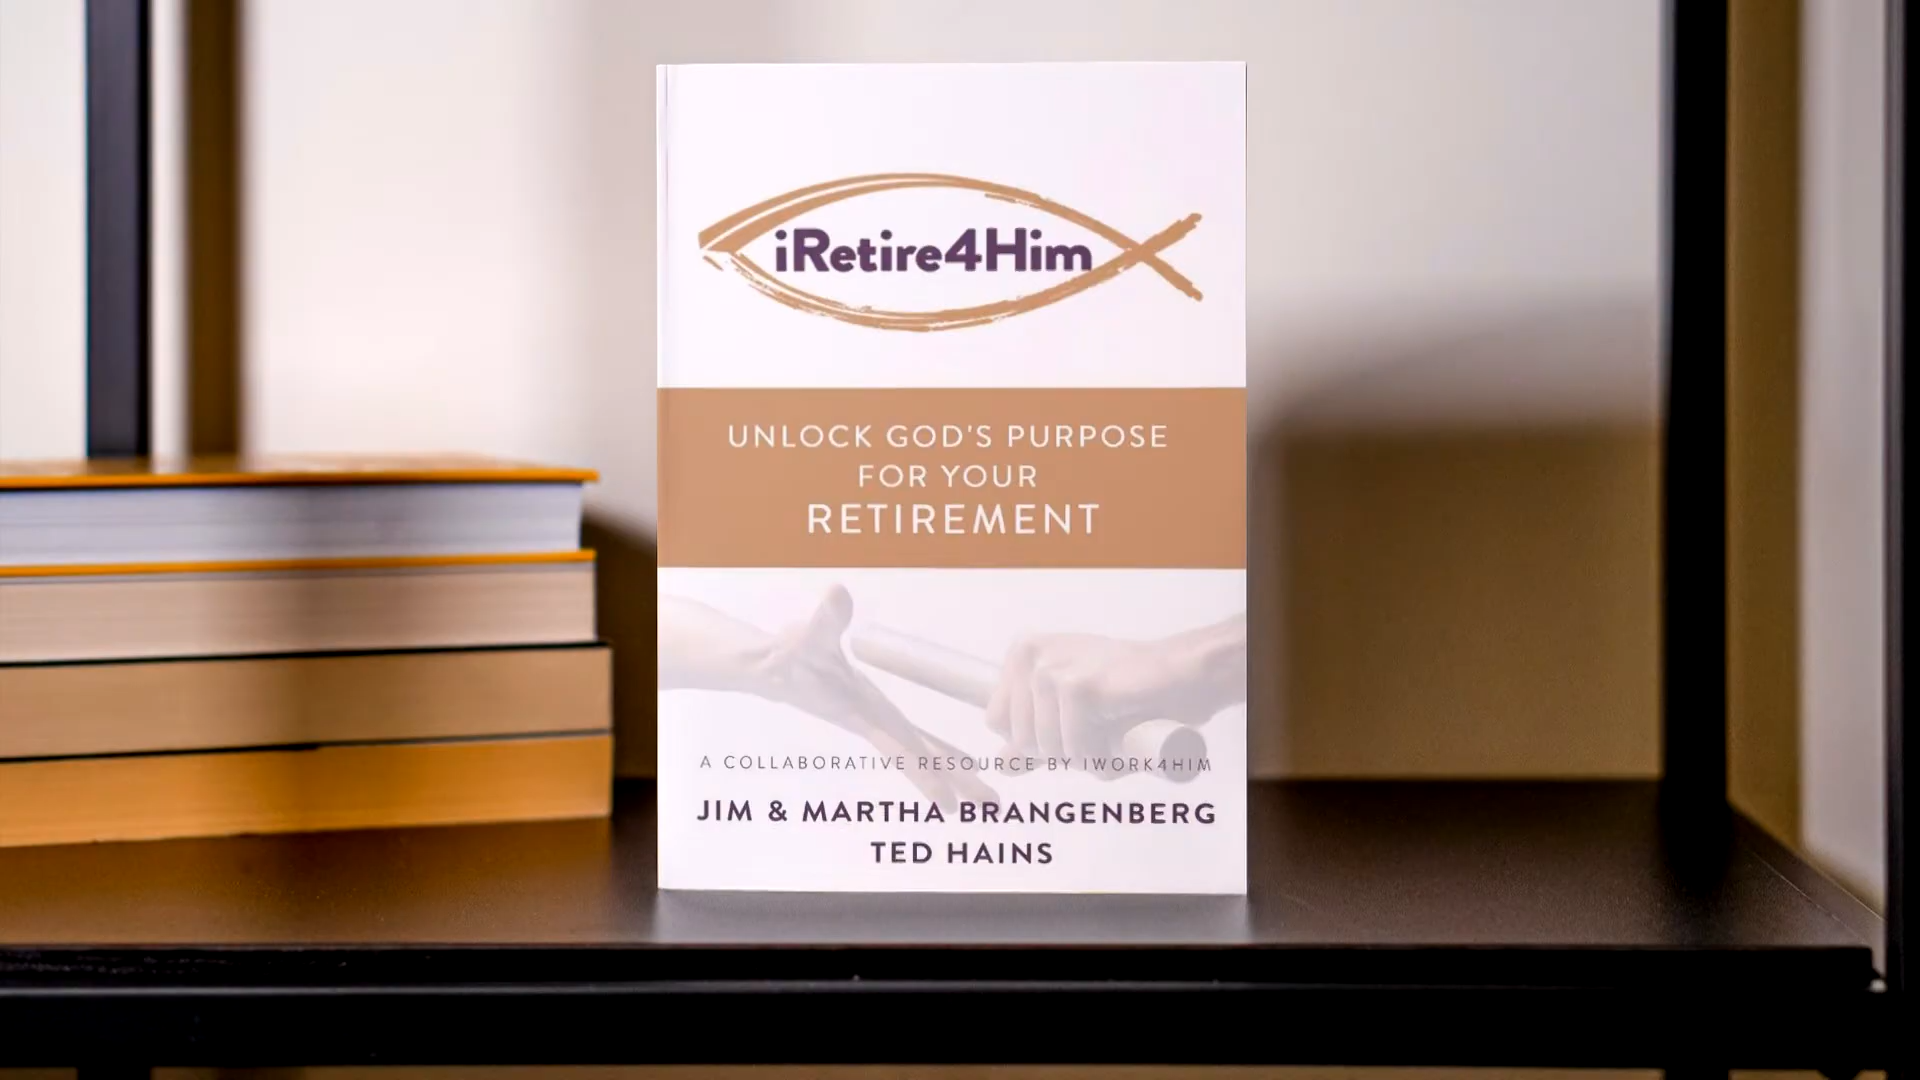 iRetire4Him
UNLOCK GOD'S PURPOSE
FOR YOUR
RETIREMENT
A COLLABORATIVE RESOURCE BY IWORK4HIM
JIM & MARTHA BRANGENBERG
TED HAINS